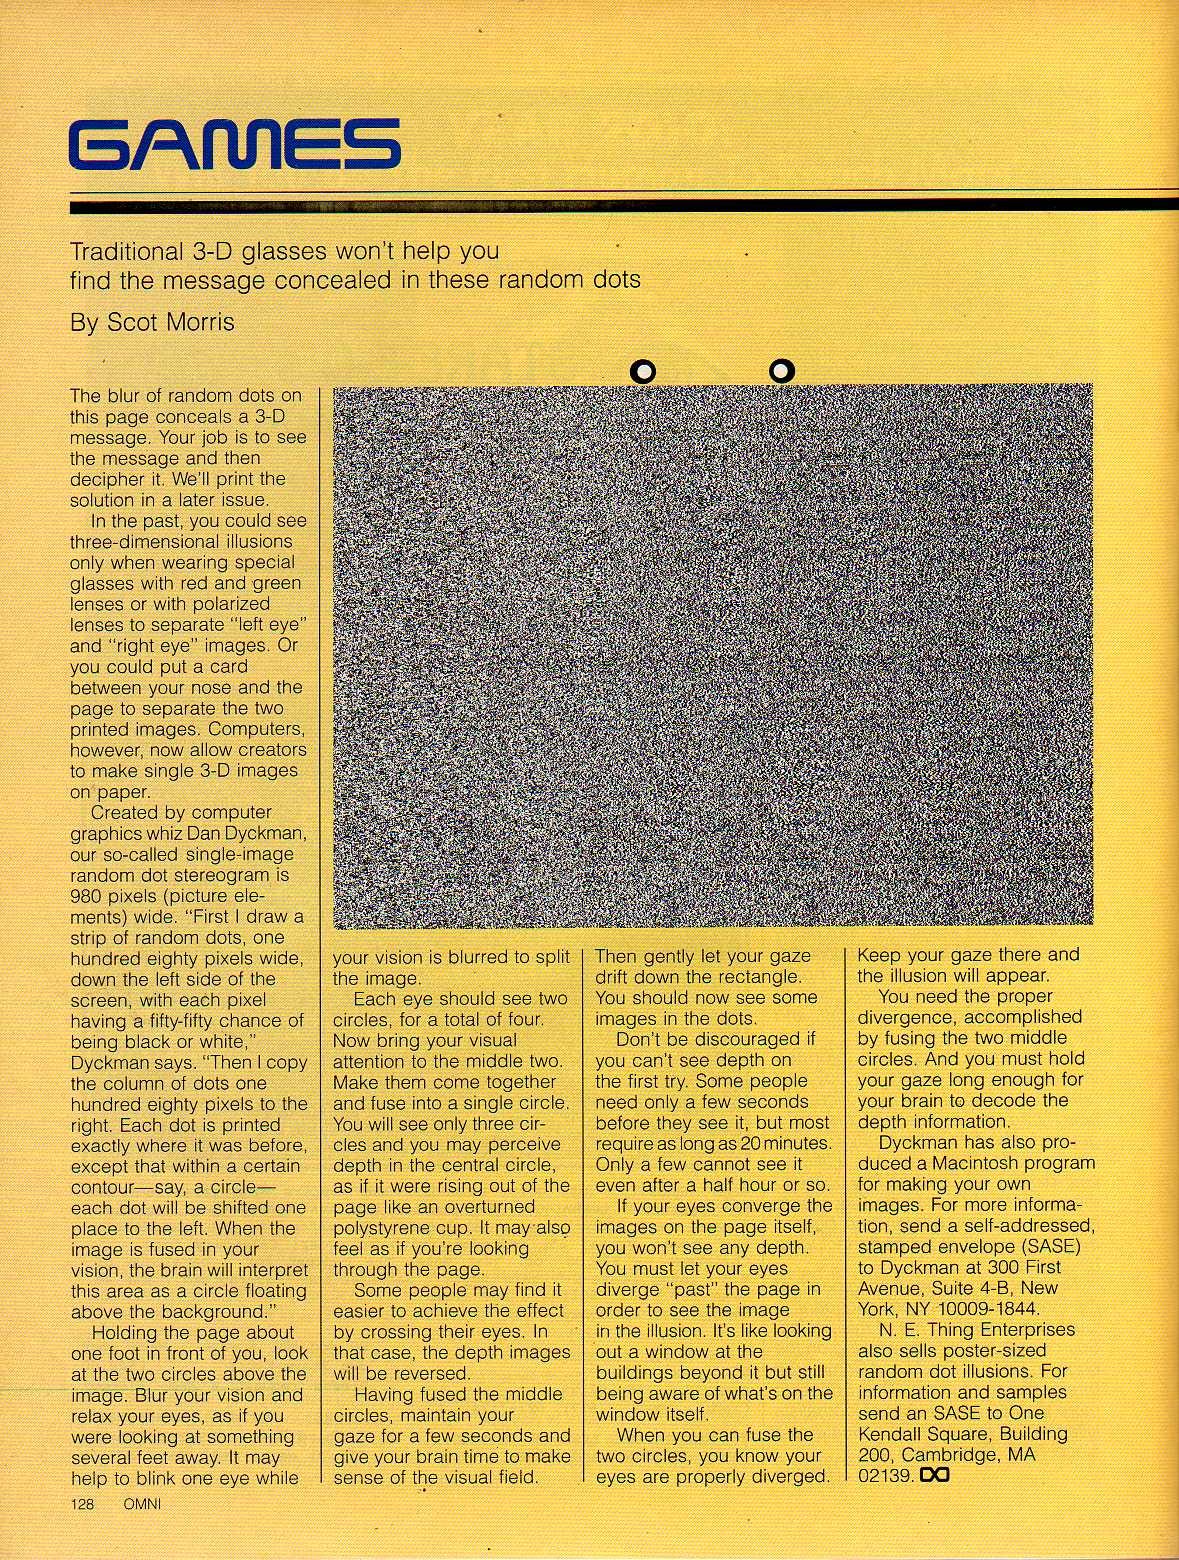 GAMES
Traditional 3-D glasses won't help you
find the message concealed in these random dots
By Scot Morris
The blur of random dots on
this page conceals a 3-D
message. Your job is to see
the message and then
decipher it. We'll print the
solution in a later issue.
In the past, you could see
three-dimensional illusions
only when wearing special
glasses with red and green
lenses or with polarized
lenses to separate "left eye"
and "right eye" images. Or
you could put a card
between your nose and the
page to separate the two
printed images. Computers,
however, now allow creators
to make single 3-D images
on paper.
Created by computer
graphics whiz Dan Dyckman,
our so-called single-image
random dot stereogram is
980 pixels (picture ele-
ments) wide. "First I draw a
strip of random dots, one
hundred eighty pixels wide,
down the left side of the
screen, with each pixel
having a fifty-fifty chance of
being black or white,"
Dyckman says. "Then I copy
the column of dots one
hundred eighty pixels to the
right. Each dot is printed
exactly where it was before,
except that within a certain
contour—say, a circle—
each dot will be shifted one
place to the left. When the
image is fused in your
vision, the brain will interpret
this area as a circle floating
above the background."
Holding the page about
one foot in front of you, look
at the two circles above the
image. Blur your vision and
relax your eyes, as if you
were looking at something
several feet away. It may
help to blink one eye while
your vision is blurred to split
the image.
Each eye should see two
circles, for a total of four.
Now bring your visual
attention to the middle two.
Make them come together
and fuse into a single circle.
You will see only three cir-
cles and you may perceive
depth in the central circle,
as if it were rising out of the
page like an overturned
polystyrene cup. It may also
feel as if you're looking
through the page.
Some people may find it
easier to achieve the effect
by crossing their eyes. In
that case, the depth images
will be reversed.
Having fused the middle
circles, maintain your
gaze for a few seconds and
give your brain time to make
sense of the visual field.
Then gently let your gaze
drift down the rectangle.
You should now see some
images in the dots.
Don't be discouraged if
you can't see depth on
the first try. Some people
need only a few seconds
before they see it, but most
require as long as 20 minutes.
Only a few cannot see it
even after a half hour or so.
If your eyes converge the
images on the page itself,
you won't see any depth.
You must let your eyes
diverge "past" the page in
order to see the image
in the illusion. It's like looking
out a window at the
buildings beyond it but still
being aware of what's on the
window itself.
When you can fuse the
two circles, you know your
eyes are properly diverged.
Keep your gaze there and
the illusion will appear.
You need the proper
divergence, accomplished
by fusing the two middle
circles. And you must hold
your gaze long enough for
your brain to decode the
depth information.
Dyckman has also pro-
duced a Macintosh program
for making your own
images. For more informa-
tion, send a self-addressed,
stamped envelope (SASE)
to Dyckman at 300 First
Avenue, Suite 4-B, New
York, NY 10009-1844.
N. E. Thing Enterprises
also sells poster-sized
random dot illusions. For
information and samples
send an SASE to One
Kendall Square, Building
200, Cambridge, MA
02139.
128 OMNI